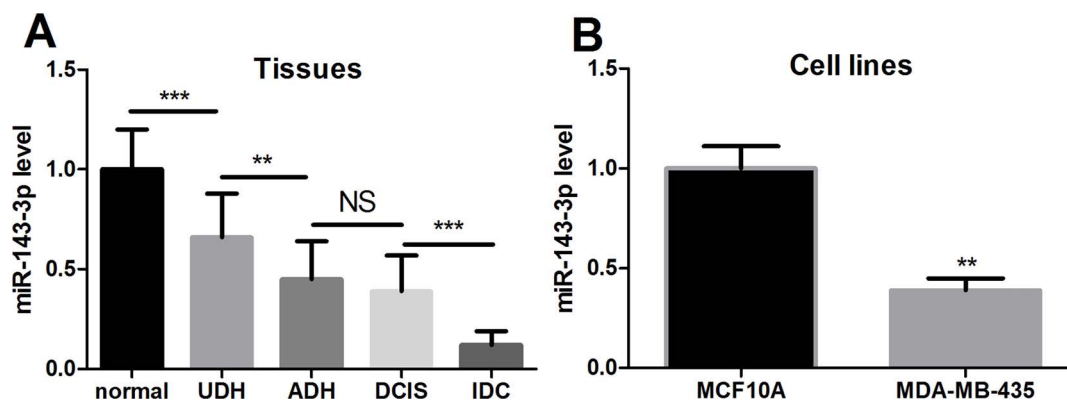 A
Tissues
miR-143-3p level
1.5
1.0
0.5
0.0
***
**
NS
***
normal UDH ADH DCIS IDC
B
Cell lines
miR-143-3p level
1.5
1.0
0.5
0.0
**
MCF10A MDA-MB-435